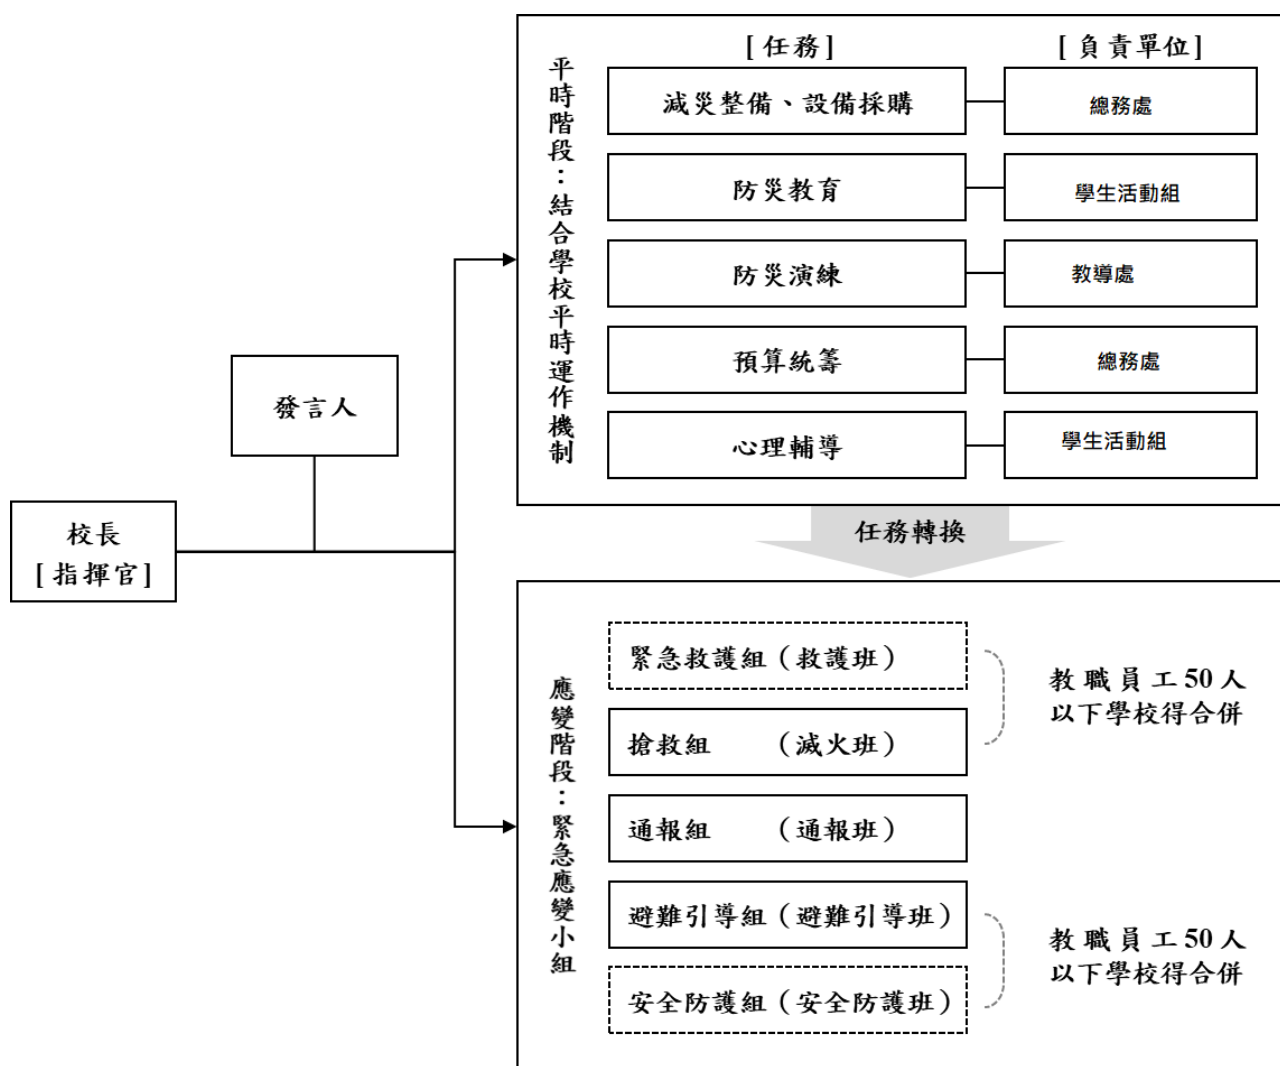 [任務]
[負責單位]
平時階段：結合學校平時運作機制
減災整備、設備採購
總務處
防災教育
學生活動組
防災演練
教導處
預算統籌
總務處
心理輔導
學生活動組
發言人
校長
[指揮官]
任務轉換
應變階段：緊急應變小組
緊急救護組（救護班）
搶救組 （滅火班）
教職員工50人
以下學校得合併
通報組 （通報班）
避難引導組（避難引導班）
安全防護組（安全防護班）
教職員工50人
以下學校得合併